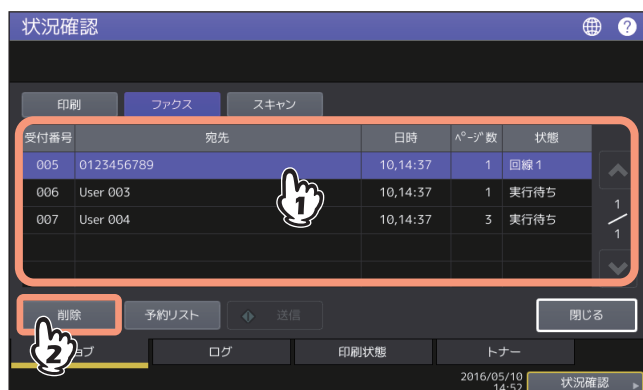 状況確認 ?
印刷 ファクス スキャン
受付番号 宛先 日時 ページ数 状態
005 0123456789 10,14:37 1 回線1
006 User 003 10,14:37 1 実行待ち
007 User 004 10,14:37 3 実行待ち
1
1
1
削除 予約リスト 送信 閉じる
2
ョブ ログ 印刷状態 トナー
2016/05/10
14:52 状況確認